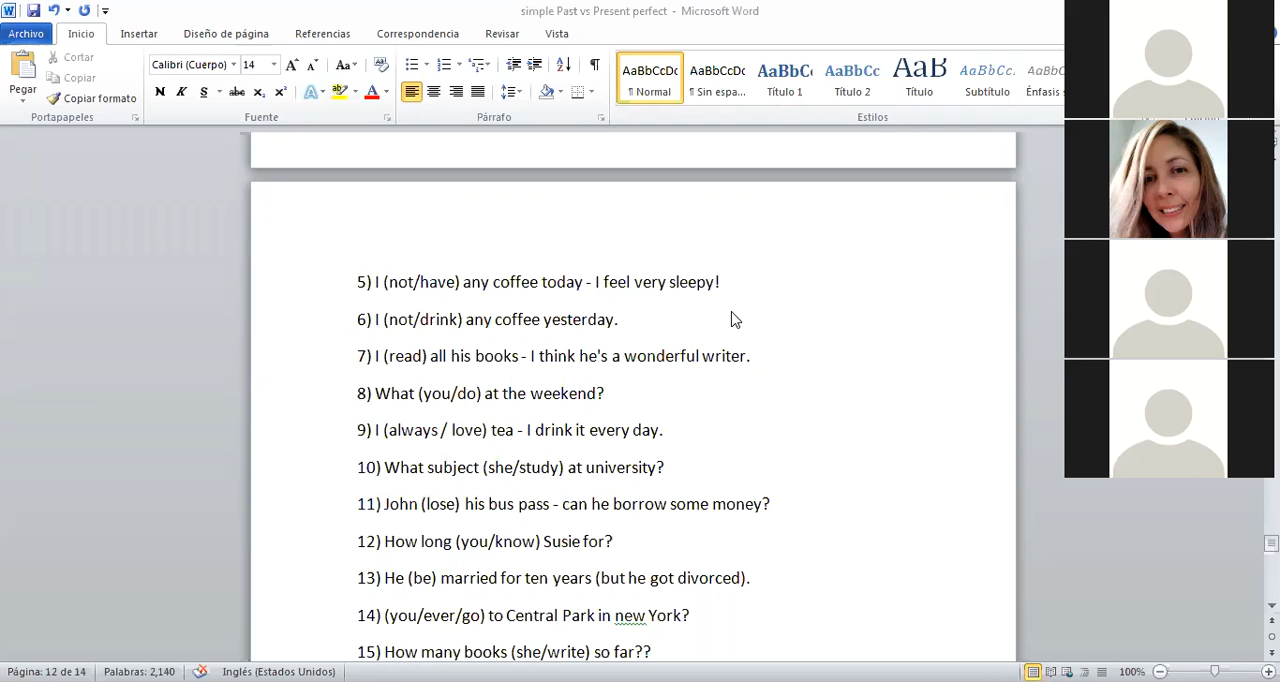 simple Past vs Present perfect - Microsoft Word
Archivo Inicio Insertar Diseño de página Referencias Correspondencia Revisar Vista
Pegar
Cortar
Copiar
Copiar formato
Portapapeles
Calibri (Cuerpo) 14
N K S abc x₂ x²
Fuente
Párrafo
AaBbCcDc AaBbCcDc AaBbC AaBbCc AaB AaBbCc.
¶ Normal ¶ Sin espa... Título 1 Título 2 Título Subtítulo Énfasis
Estilos
5) I (not/have) any coffee today - I feel very sleepy!
6) I (not/drink) any coffee yesterday.
7) I (read) all his books - I think he's a wonderful writer.
8) What (you/do) at the weekend?
9) I (always / love) tea - I drink it every day.
10) What subject (she/study) at university?
11) John (lose) his bus pass - can he borrow some money?
12) How long (you/know) Susie for?
13) He (be) married for ten years (but he got divorced).
14) (you/ever/go) to Central Park in new York?
15) How many books (she/write) so far??
Página: 12 de 14 Palabras: 2,140 Inglés (Estados Unidos) 100%